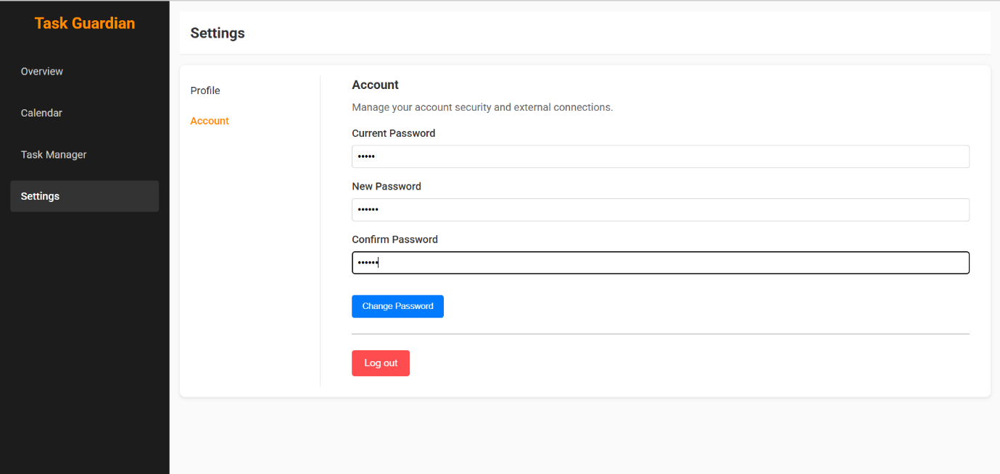 Task Guardian
Overview
Calendar
Task Manager
Settings
Settings
Profile
Account
Account
Manage your account security and external connections.
Current Password
•••••
New Password
••••••
Confirm Password
••••••
Change Password
Log out